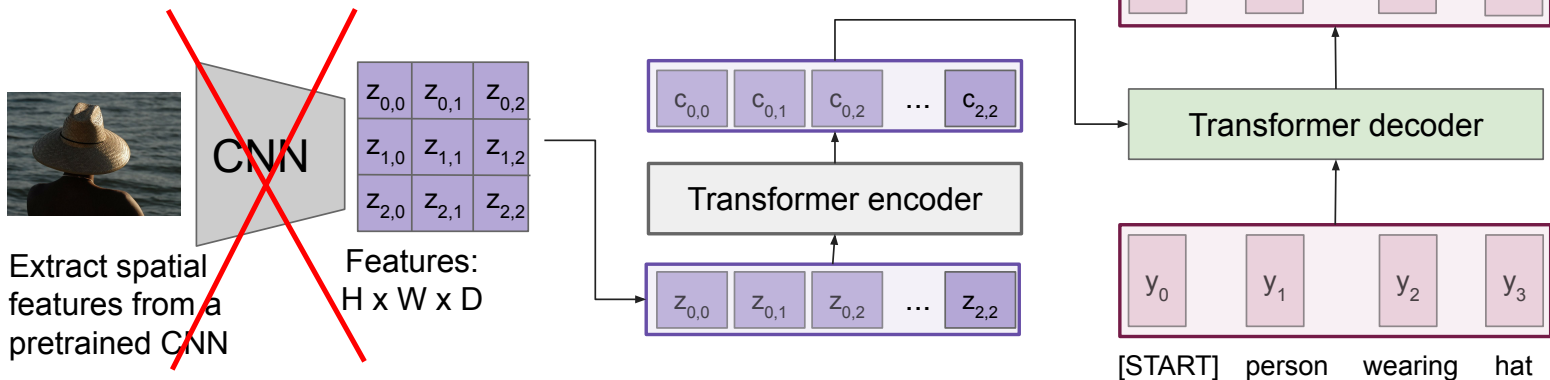 CNN
z0,0 z0,1 z0,2
z1,0 z1,1 z1,2
z2,0 z2,1 z2,2
Extract spatial
features from a
pretrained CNN
Features:
H x W x D
c0,0 c0,1 c0,2 ... c2,2
Transformer encoder
z0,0 z0,1 z0,2 ... z2,2
Transformer decoder
y0 y1 y2 y3
[START] person wearing hat